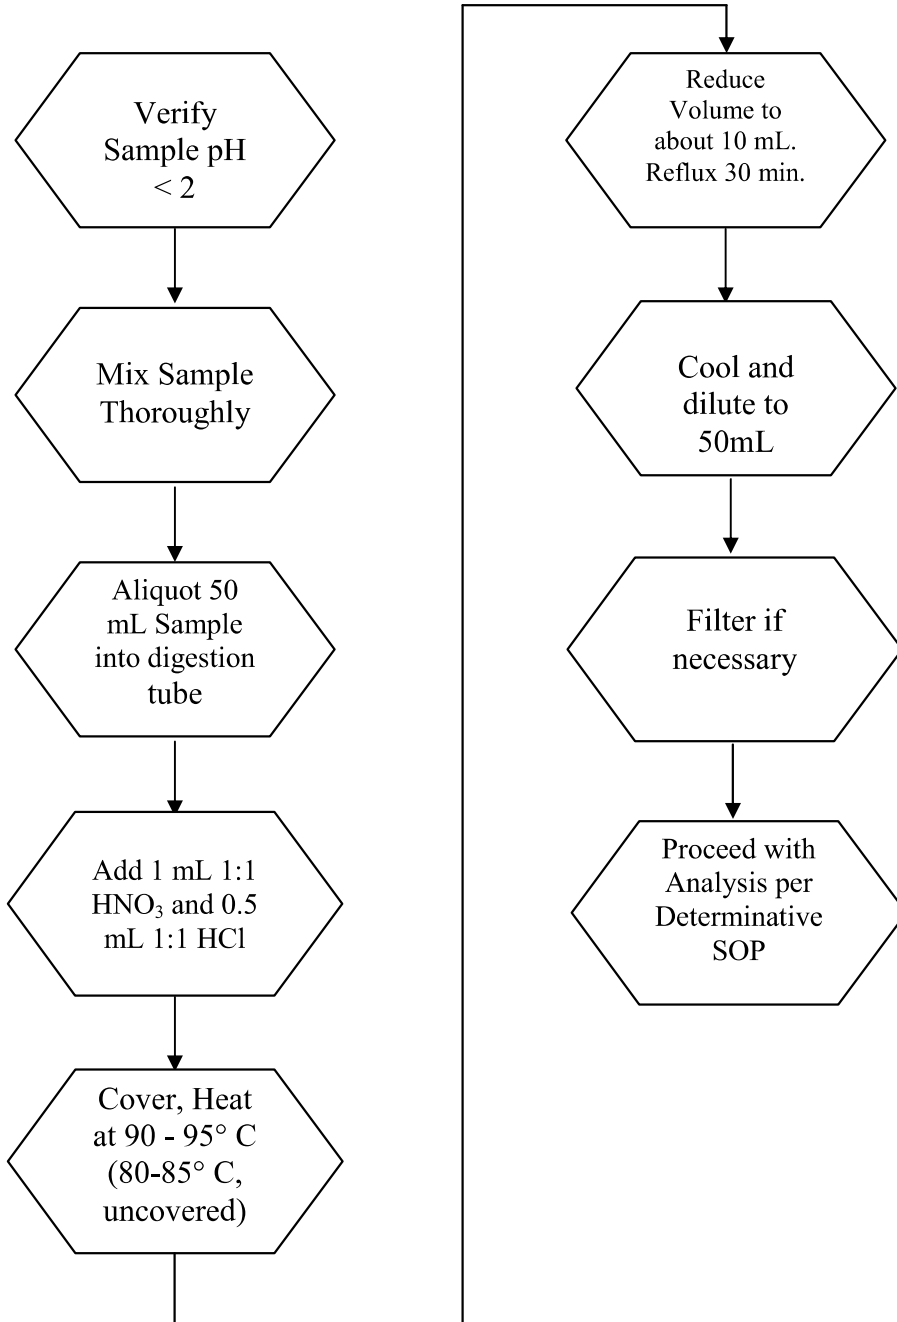 Verify
Sample pH
< 2
Mix Sample
Thoroughly
Aliquot 50
mL Sample
into digestion
tube
Add 1 mL 1:1
HNO₃ and 0.5
mL 1:1 HCl
Cover, Heat
at 90 - 95° C
(80-85° C,
uncovered)
Reduce
Volume to
about 10 mL.
Reflux 30 min.
Cool and
dilute to
50mL
Filter if
necessary
Proceed with
Analysis per
Determinative
SOP